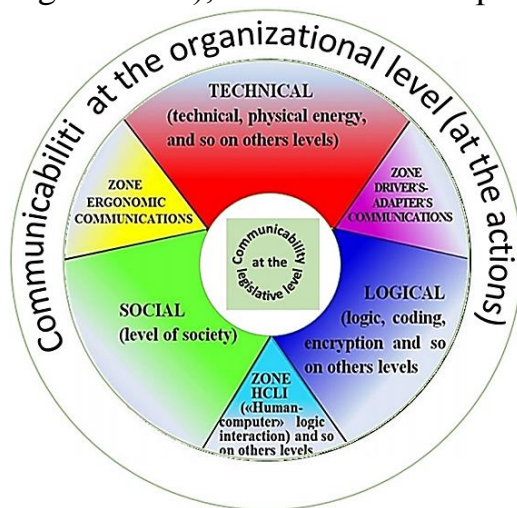 Communicabiliti at the organizational level (at the actions)
TECHNICAL
(technical, physical energy,
and so on others levels)
ZONE
ERGONOMIC
COMMUNICATIONS
ZONE
DRIVER'S-
ADAPTER'S
COMMUNICATIONS
Communicability
at the
legislative level
SOCIAL
(level of society)
LOGICAL
(logic, coding,
encryption and so
on others levels
ZONE
HCLI
(«Human-
computer» logic
interaction) and so
on others levels